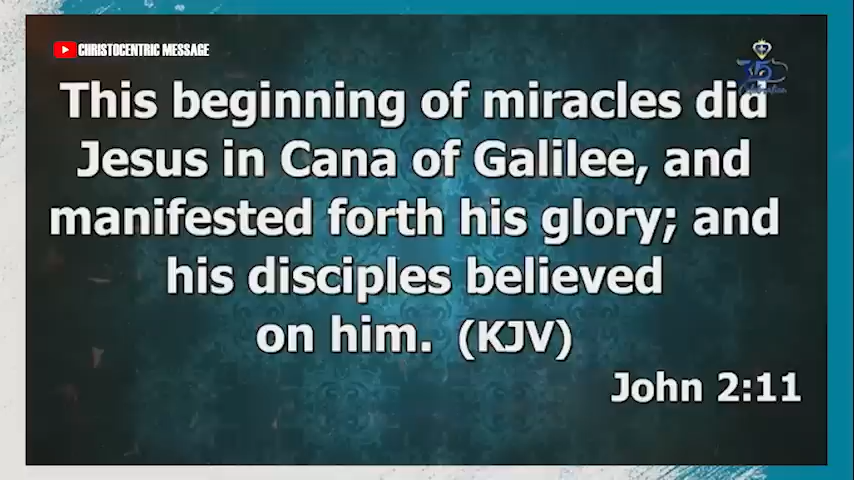 CHRISTOCENTRIC MESSAGE
35
This beginning of miracles did
Jesus in Cana of Galilee, and
manifested forth his glory; and
his disciples believed
on him. (KJV)
John 2:11